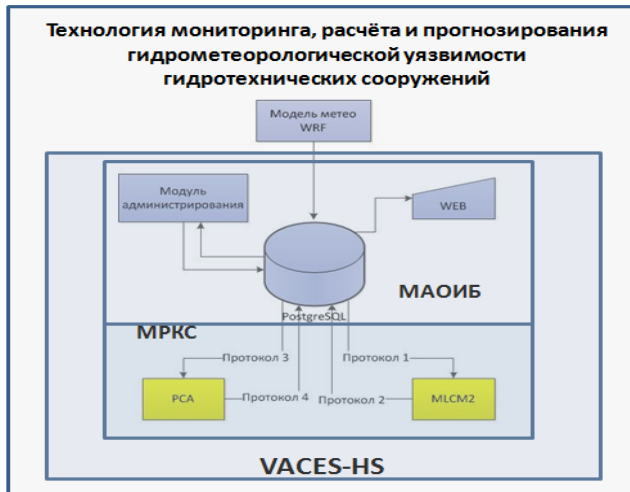 Технология мониторинга, расчёта и прогнозирования
гидрометеорологической уязвимости
гидротехнических сооружений
Модель метео
WRF
Модуль
администрирования
WEB
МАОИБ
PostgreSQL
МРКС
Протокол 3
Протокол 1
PCA
Протокол 4
Протокол 2
MLCM2
VACES-HS